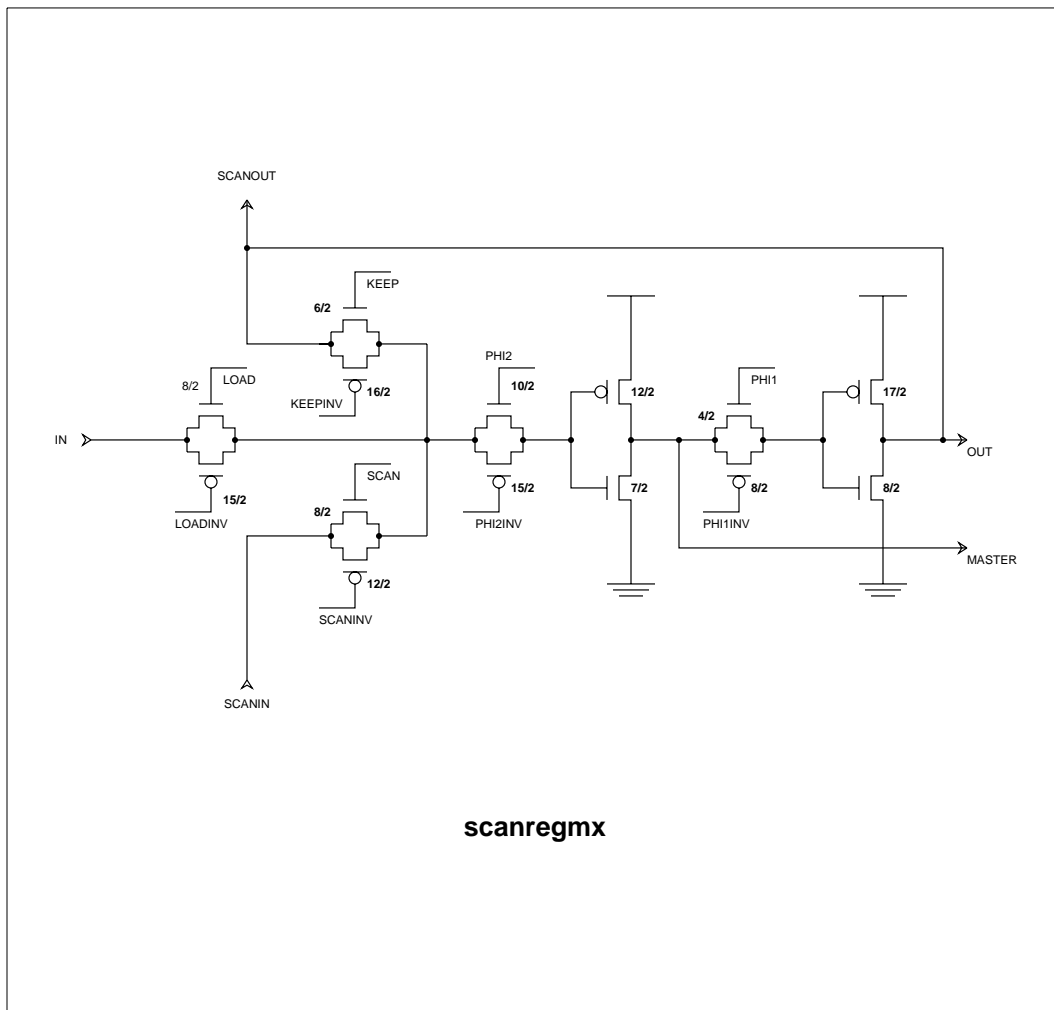 SCANOUT
KEEP
6/2
8/2
LOAD
PHI2
16/2
10/2
12/2
PHI1
17/2
KEEPINV
4/2
IN
OUT
SCAN
15/2
8/2
15/2
7/2
8/2
8/2
LOADINV
PHI2INV
PHI1INV
MASTER
12/2
SCANINV
SCANIN
scanregmx